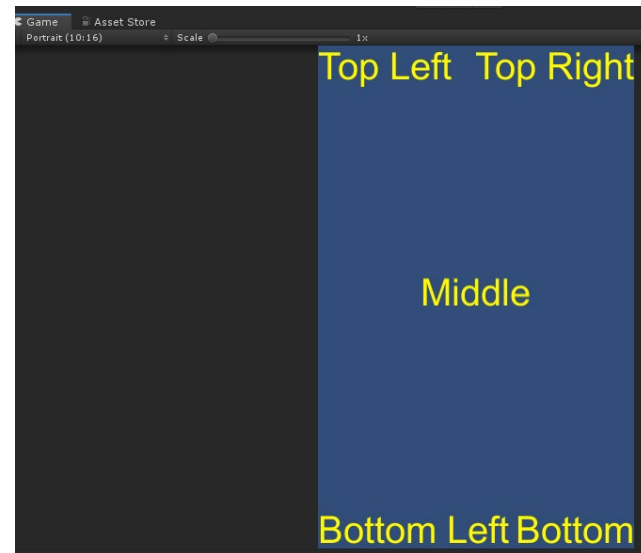 Game Asset Store
Portrait (10:16) Scale 1x
Top Left Top Right
Middle
Bottom Left Bottom